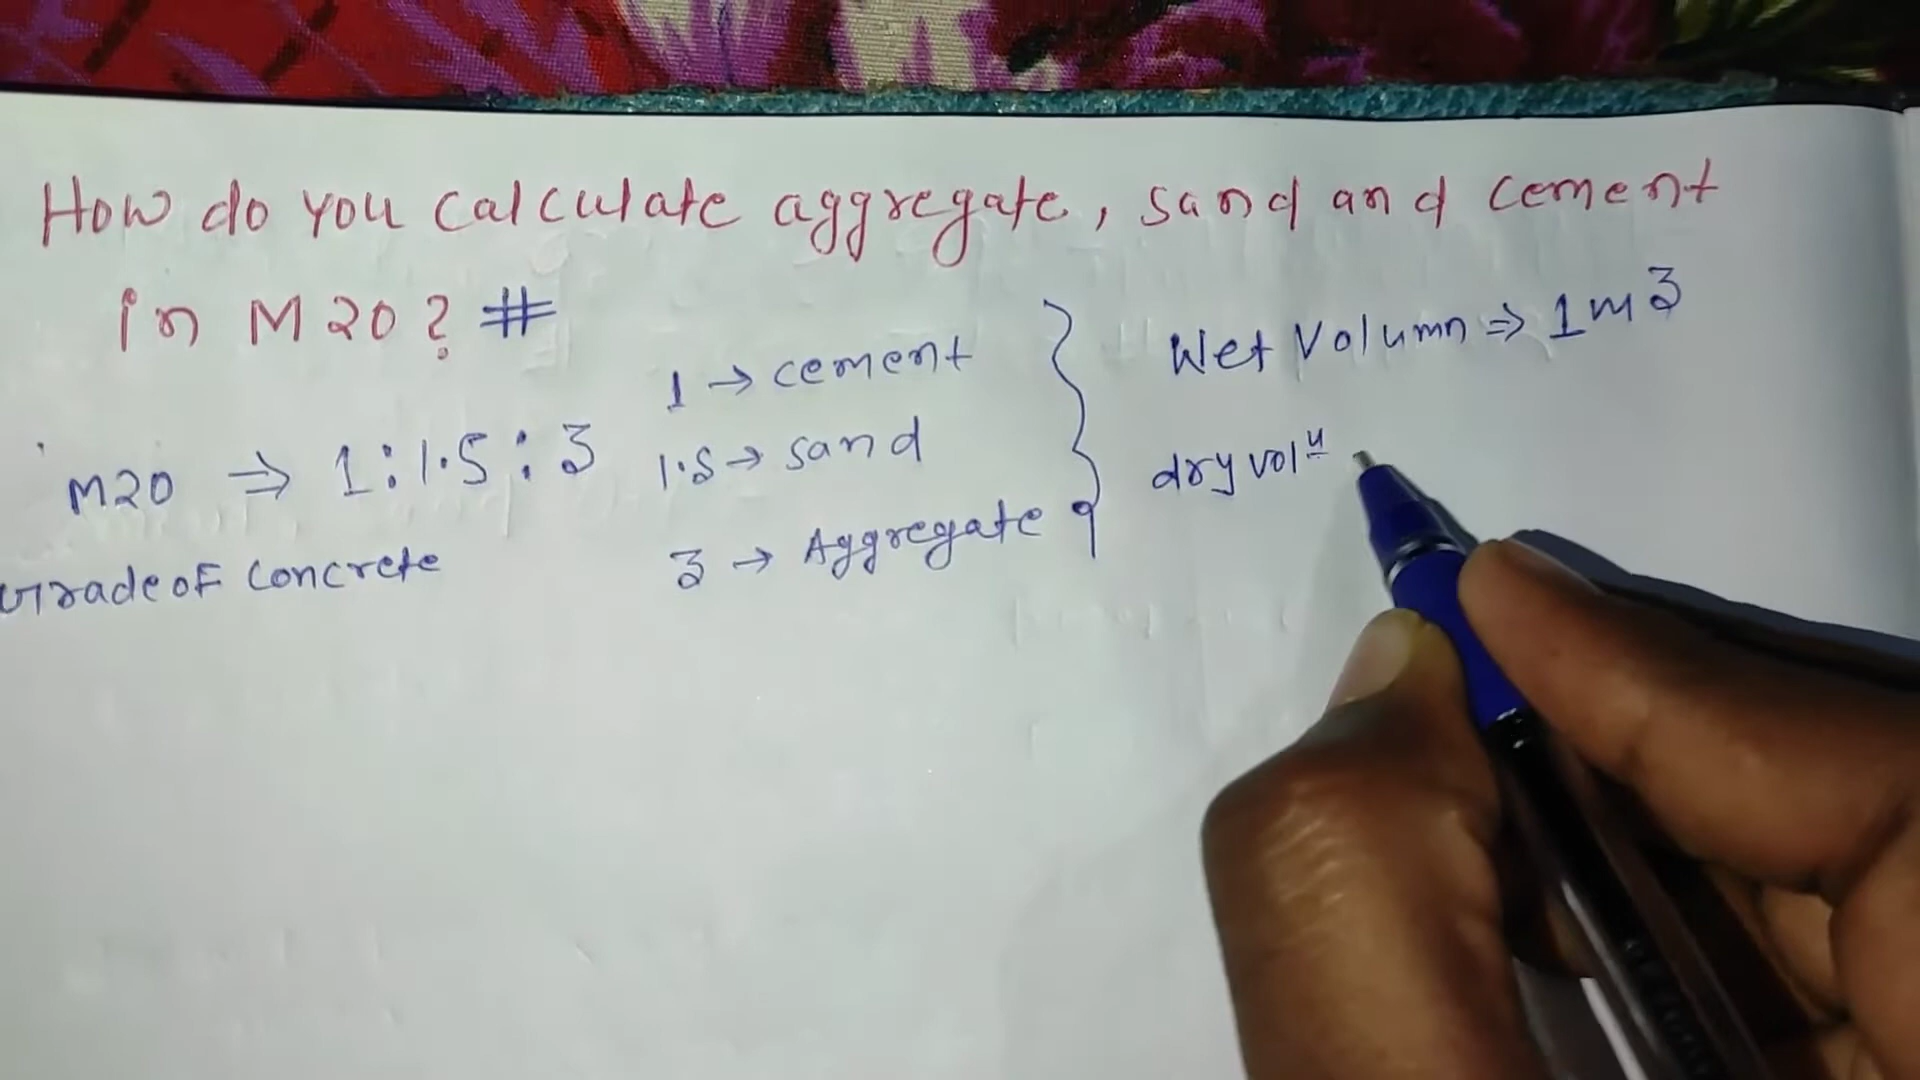 How do you calculate aggregate, sand and cement
in M20? #
M20 ⇒ 1:1.5:3
Grade of Concrete
1 → cement
1.5 → sand
3 → Aggregate
Wet Volumn ⇒ 1m3
dry volu